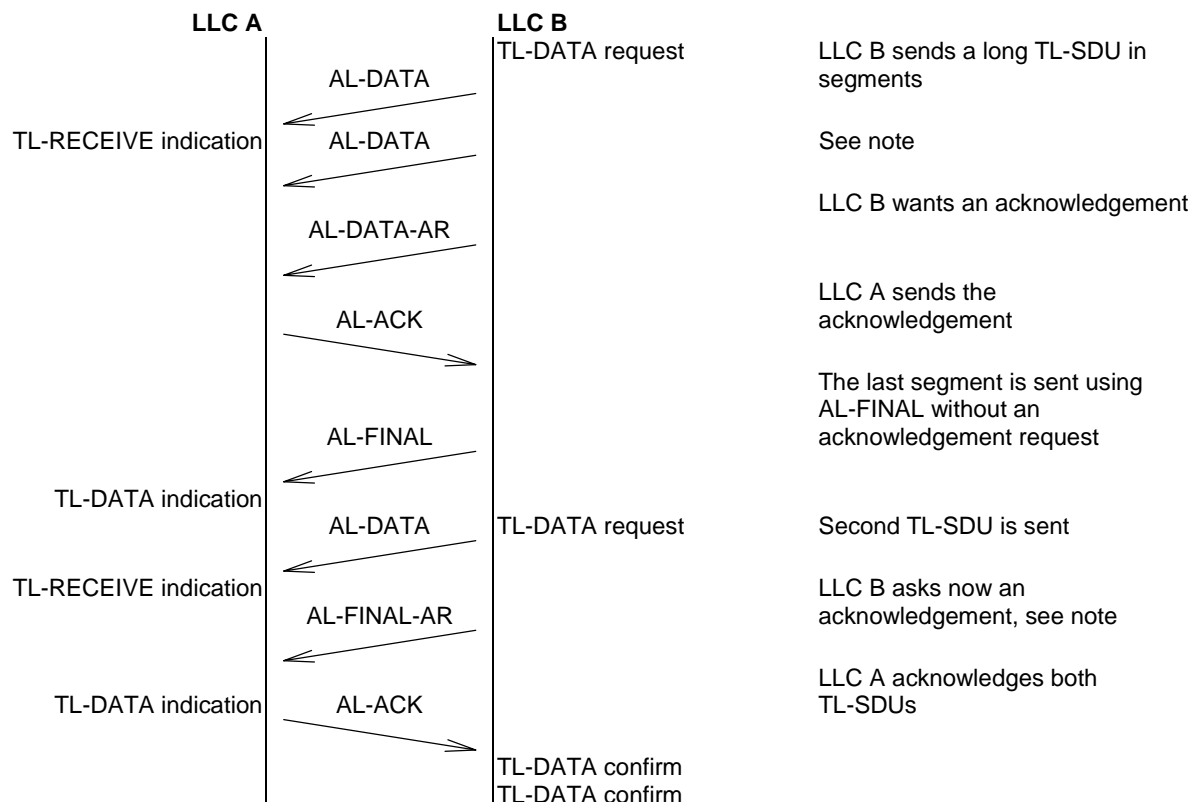 LLC A
LLC B
TL-DATA request
LLC B sends a long TL-SDU in
segments
AL-DATA
TL-RECEIVE indication
AL-DATA
See note
LLC B wants an acknowledgement
AL-DATA-AR
LLC A sends the
acknowledgement
AL-ACK
The last segment is sent using
AL-FINAL without an
acknowledgement request
AL-FINAL
TL-DATA indication
AL-DATA
TL-DATA request
Second TL-SDU is sent
TL-RECEIVE indication
LLC B asks now an
acknowledgement, see note
AL-FINAL-AR
LLC A acknowledges both
TL-SDUs
TL-DATA indication
AL-ACK
TL-DATA confirm
TL-DATA confirm